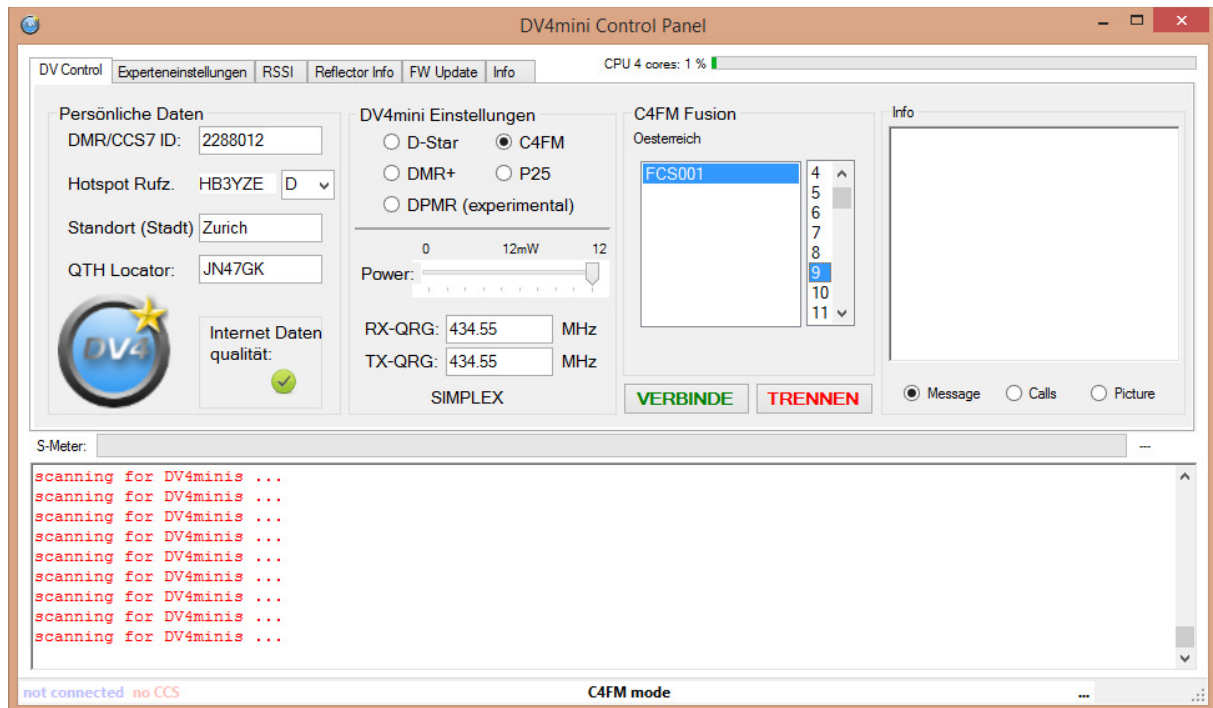 DV4mini Control Panel
DV Control Experteneinstellungen RSSI Reflector Info FW Update Info
CPU 4 cores: 1 %
Persönliche Daten
DMR/CCS7 ID: 2288012
Hotspot Rufz. HB3YZE D
Standort (Stadt) Zurich
QTH Locator: JN47GK
DV4
Internet Daten
qualität:
DV4mini Einstellungen
D-Star C4FM
DMR+ P25
DPMR (experimental)
0 12mW 12
Power:
RX-QRG: 434.55 MHz
TX-QRG: 434.55 MHz
SIMPLEX
C4FM Fusion
Oesterreich
FCS001
4
5
6
7
8
9
10
11
VERBINDE TRENNEN
Info
Message Calls Picture
S-Meter: ---
scanning for DV4minis ...
scanning for DV4minis ...
scanning for DV4minis ...
scanning for DV4minis ...
scanning for DV4minis ...
scanning for DV4minis ...
scanning for DV4minis ...
scanning for DV4minis ...
scanning for DV4minis ...
not connected no CCS C4FM mode ...